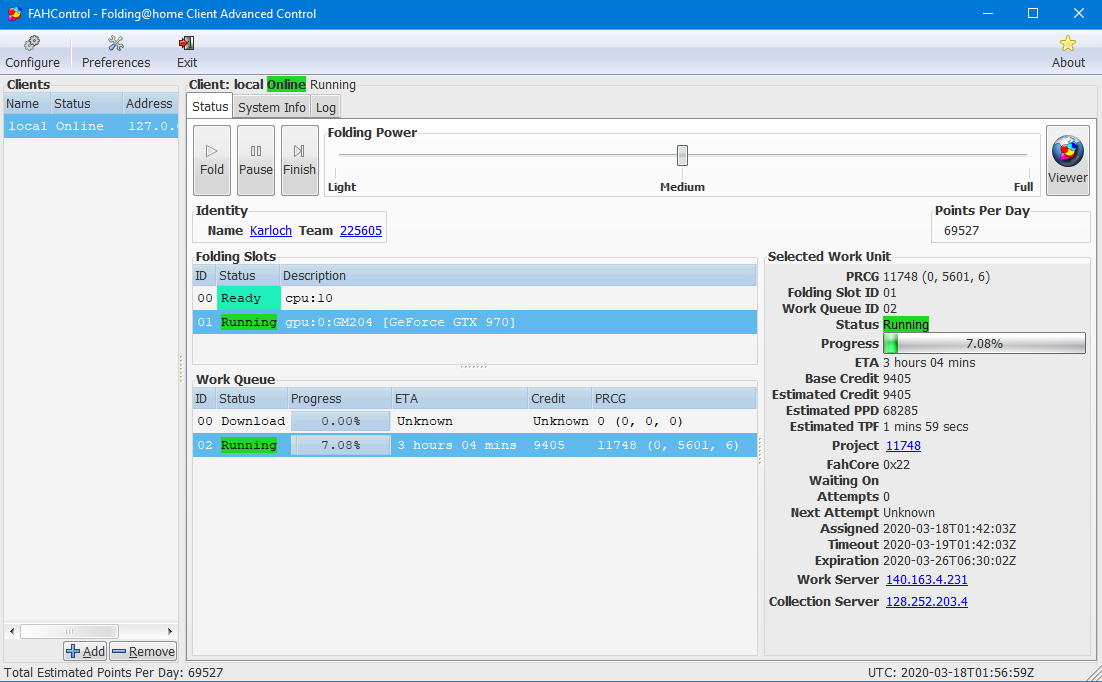 FAHControl - Folding@home Client Advanced Control
Configure Preferences Exit About
Clients
Name Status Address
local Online 127.0.
Client: local Online Running
Status System Info Log
Fold Pause Finish
Folding Power
Light Medium Full
Viewer
Identity
Name Karloch Team 225605
Points Per Day
69527
Folding Slots
ID Status Description
00 Ready cpu:10
01 Running gpu:0:GM204 [GeForce GTX 970]
Work Queue
ID Status Progress ETA Credit PRCG
00 Download 0.00% Unknown Unknown 0 (0, 0, 0)
02 Running 7.08% 3 hours 04 mins 9405 11748 (0, 5601, 6)
Selected Work Unit
PRCG 11748 (0, 5601, 6)
Folding Slot ID 01
Work Queue ID 02
Status Running
Progress 7.08%
ETA 3 hours 04 mins
Base Credit 9405
Estimated Credit 9405
Estimated PPD 68285
Estimated TPF 1 mins 59 secs
Project 11748
FahCore 0x22
Waiting On
Attempts 0
Next Attempt Unknown
Assigned 2020-03-18T01:42:03Z
Timeout 2020-03-19T01:42:03Z
Expiration 2020-03-26T06:30:02Z
Work Server 140.163.4.231
Collection Server 128.252.203.4
Add Remove
Total Estimated Points Per Day: 69527
UTC: 2020-03-18T01:56:59Z